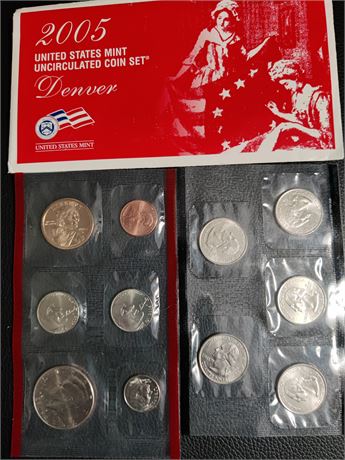 2005
UNITED STATES MINT
UNCIRCULATED COIN SET®
Denver
UNITED STATES MINT